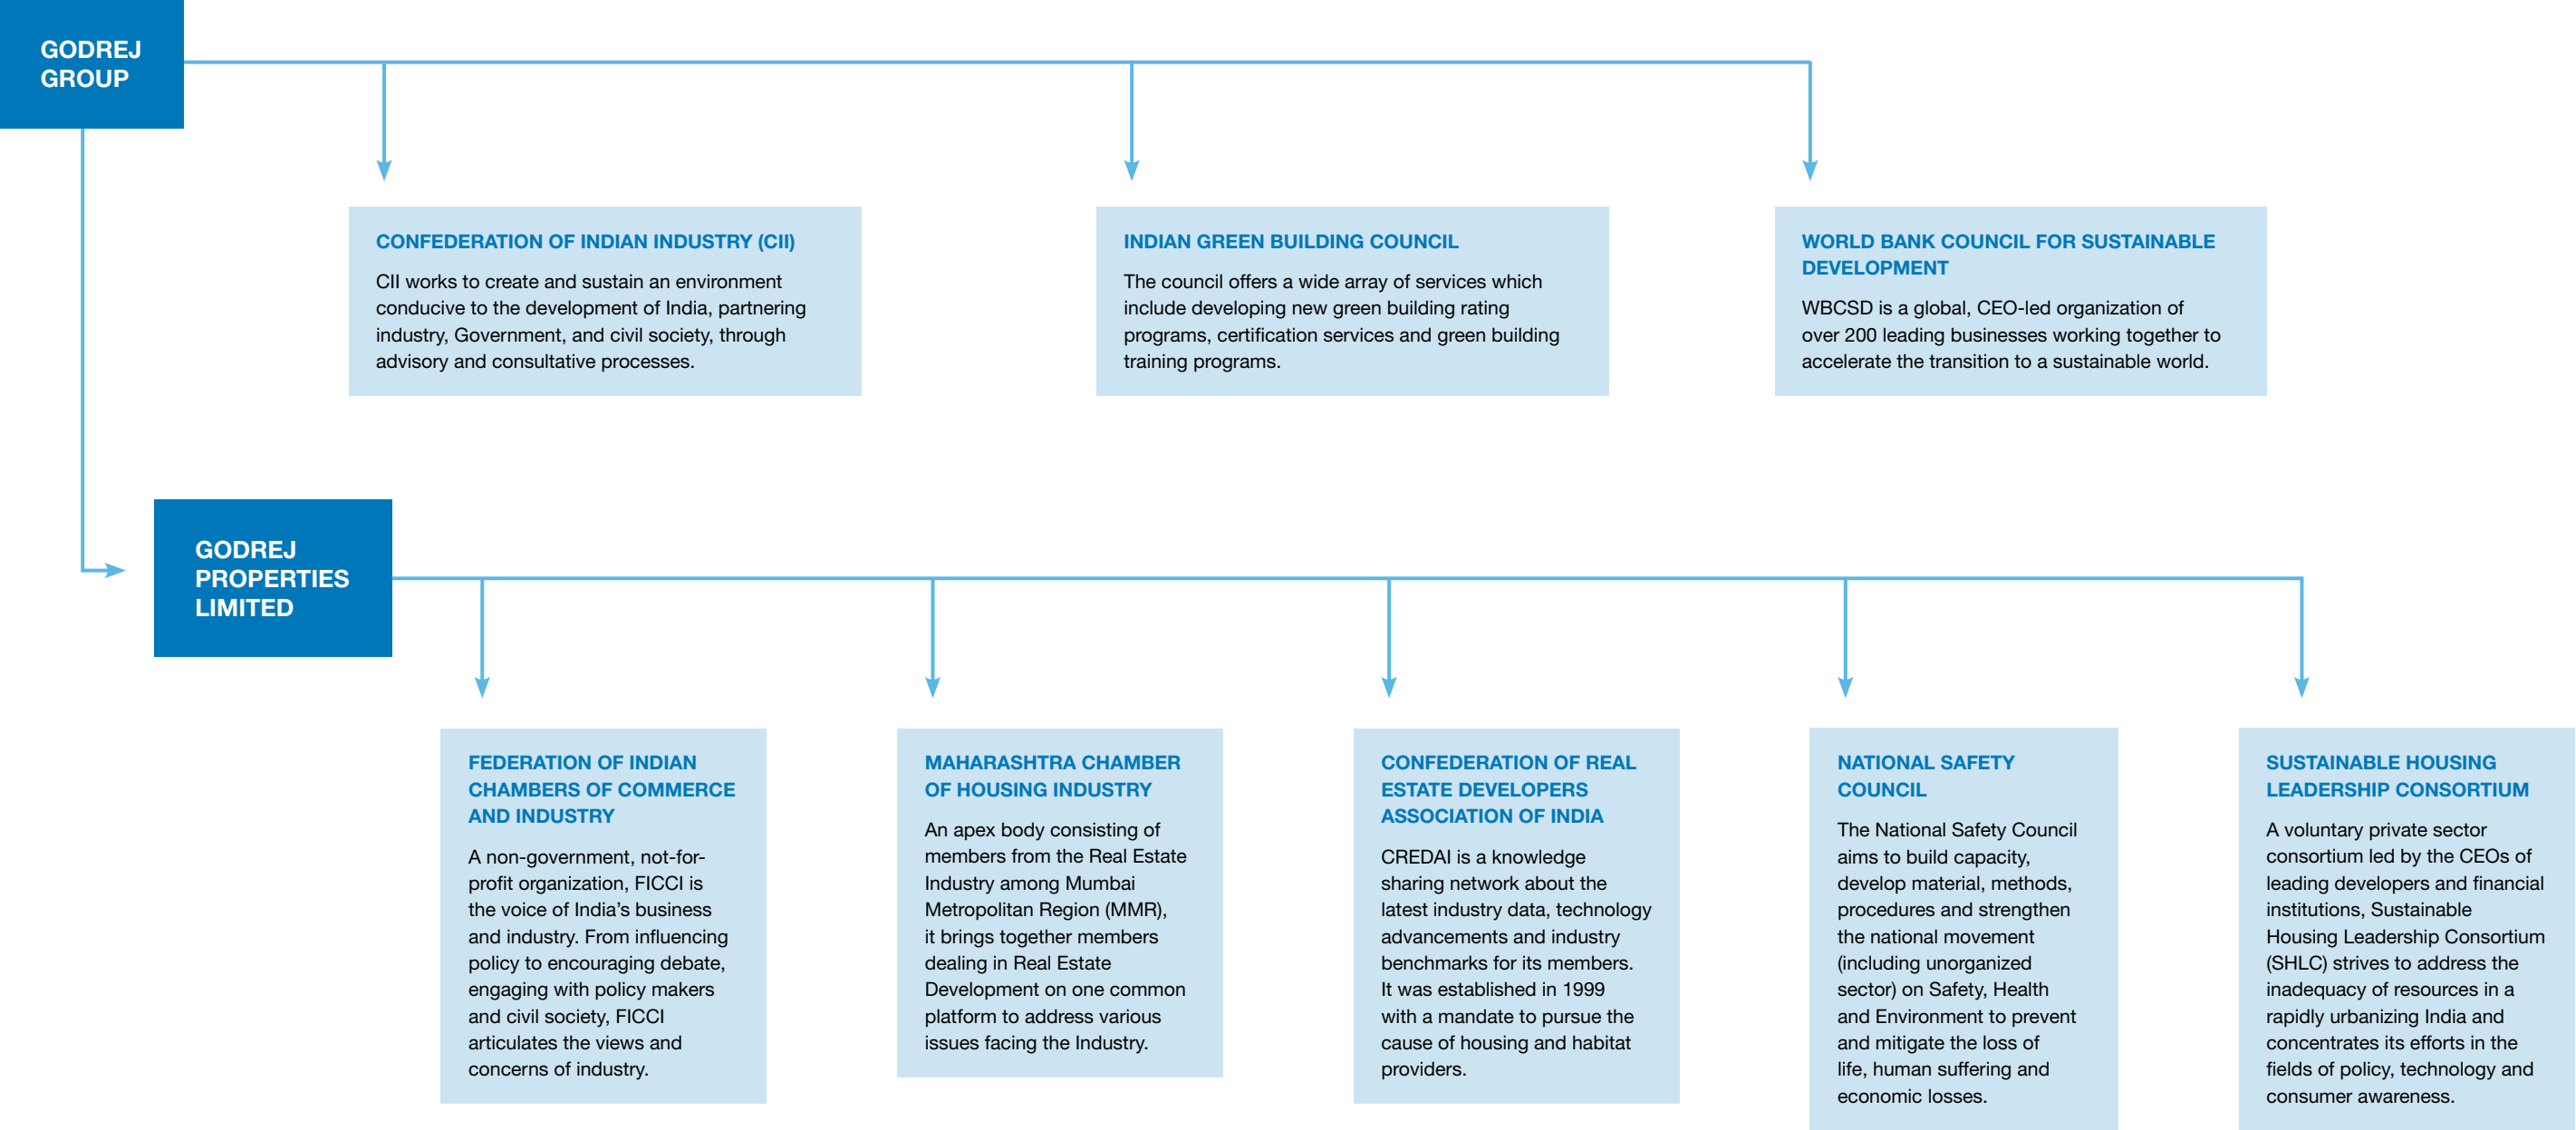 GODREJ
GROUP
CONFEDERATION OF INDIAN INDUSTRY (CII)
CII works to create and sustain an environment
conducive to the development of India, partnering
industry, Government, and civil society, through
advisory and consultative processes.
INDIAN GREEN BUILDING COUNCIL
The council offers a wide array of services which
include developing new green building rating
programs, certification services and green building
training programs.
WORLD BANK COUNCIL FOR SUSTAINABLE
DEVELOPMENT
WBCSD is a global, CEO-led organization of
over 200 leading businesses working together to
accelerate the transition to a sustainable world.
GODREJ
PROPERTIES
LIMITED
FEDERATION OF INDIAN
CHAMBERS OF COMMERCE
AND INDUSTRY
A non-government, not-for-
profit organization, FICCI is
the voice of India’s business
and industry. From influencing
policy to encouraging debate,
engaging with policy makers
and civil society, FICCI
articulates the views and
concerns of industry.
MAHARASHTRA CHAMBER
OF HOUSING INDUSTRY
An apex body consisting of
members from the Real Estate
Industry among Mumbai
Metropolitan Region (MMR),
it brings together members
dealing in Real Estate
Development on one common
platform to address various
issues facing the Industry.
CONFEDERATION OF REAL
ESTATE DEVELOPERS
ASSOCIATION OF INDIA
CREDAI is a knowledge
sharing network about the
latest industry data, technology
advancements and industry
benchmarks for its members.
It was established in 1999
with a mandate to pursue the
cause of housing and habitat
providers.
NATIONAL SAFETY
COUNCIL
The National Safety Council
aims to build capacity,
develop material, methods,
procedures and strengthen
the national movement
(including unorganized
sector) on Safety, Health
and Environment to prevent
and mitigate the loss of
life, human suffering and
economic losses.
SUSTAINABLE HOUSING
LEADERSHIP CONSORTIUM
A voluntary private sector
consortium led by the CEOs of
leading developers and financial
institutions, Sustainable
Housing Leadership Consortium
(SHLC) strives to address the
inadequacy of resources in a
rapidly urbanizing India and
concentrates its efforts in the
fields of policy, technology and
consumer awareness.